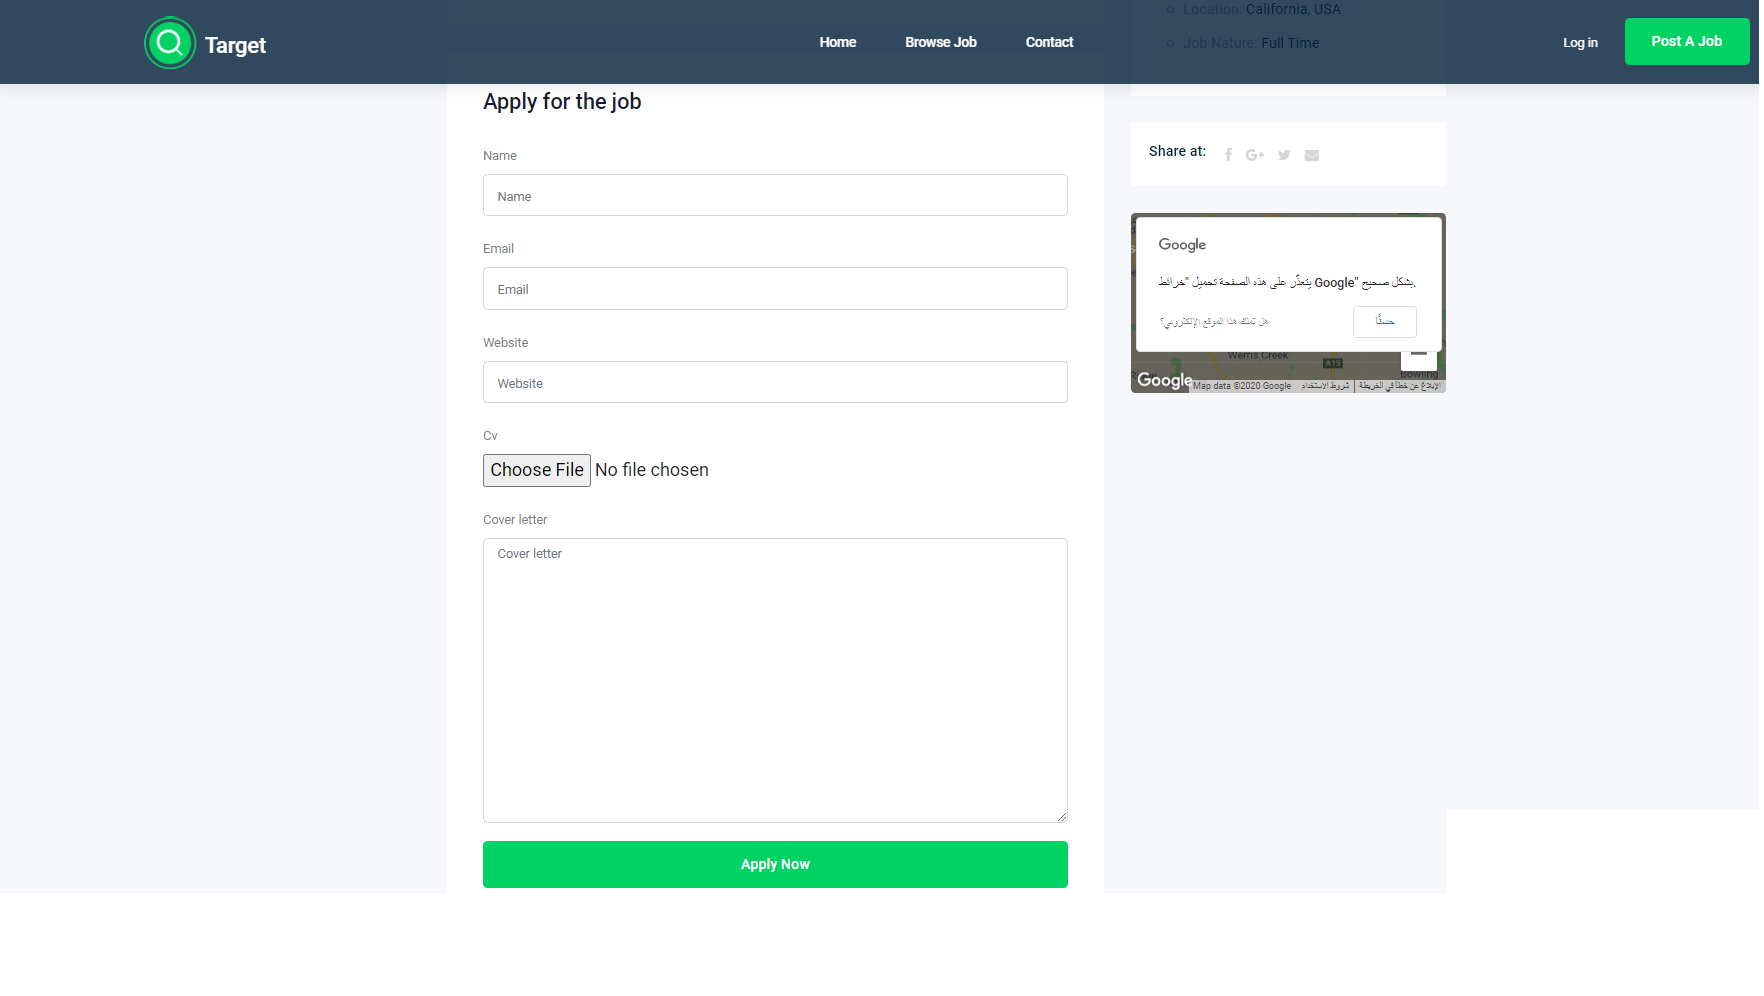 Target
Home
Browse Job
Contact
Log in
Post A Job
Location: California, USA
Job Nature: Full Time
Apply for the job
Name
Name
Email
Email
Website
Website
Cv
Choose File No file chosen
Cover letter
Cover letter
Apply Now
Share at:
Google
يتعذّر على هذه الصفحة تحميل "خرائط Google" بشكل صحيح.
هل تملك هذا الموقع الإلكتروني؟
حسنًا
Werris Creek
A15
Bowling
Google
Map data ©2020 Google
شروط الاستخدام
الإبلاغ عن خطأ في الخريطة